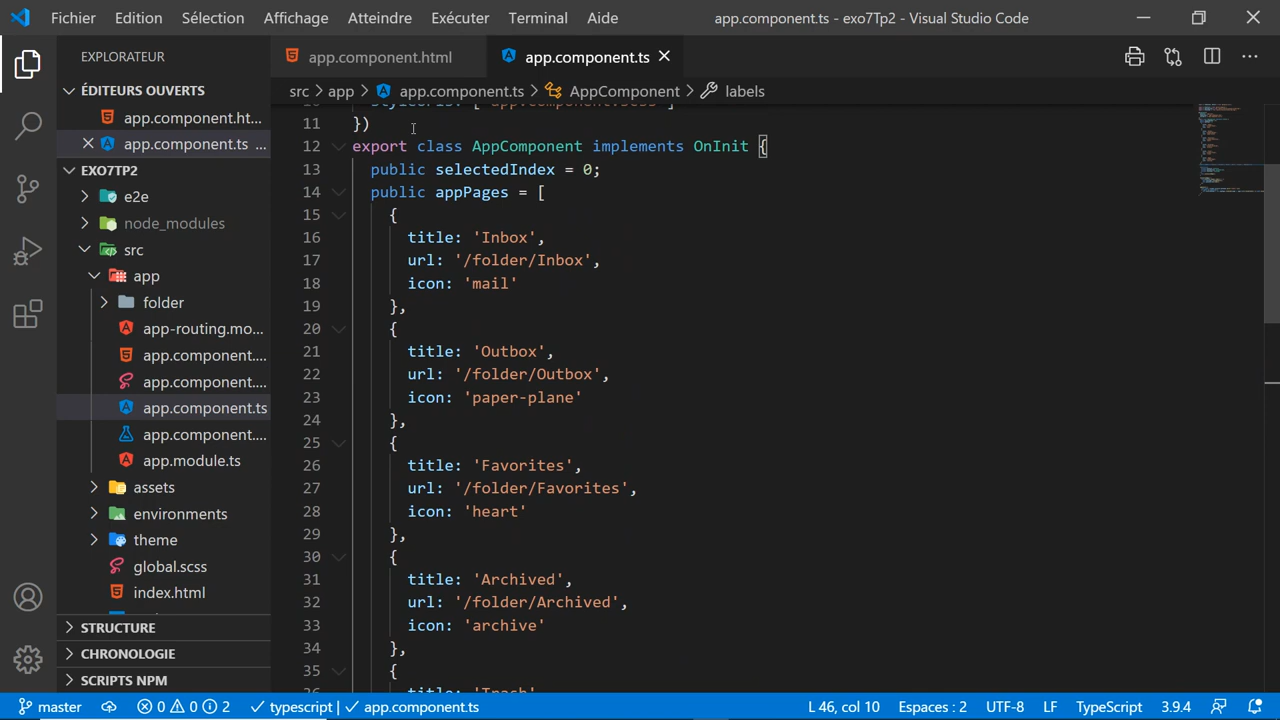 Fichier Edition Sélection Affichage Atteindre Exécuter Terminal Aide app.component.ts - exo7Tp2 - Visual Studio Code
EXPLORATEUR
ÉDITEURS OUVERTS
app.component.ht...
app.component.ts ...
EXO7TP2
e2e
node_modules
src
app
folder
app-routing.mo...
app.component....
app.component....
app.component.ts
app.component....
app.module.ts
assets
environments
theme
global.scss
index.html
STRUCTURE
CHRONOLOGIE
SCRIPTS NPM
app.component.html app.component.ts
src > app > app.component.ts > AppComponent > labels
11 })
12 export class AppComponent implements OnInit {
13 public selectedIndex = 0;
14 public appPages = [
15 {
16 title: 'Inbox',
17 url: '/folder/Inbox',
18 icon: 'mail'
19 },
20 {
21 title: 'Outbox',
22 url: '/folder/Outbox',
23 icon: 'paper-plane'
24 },
25 {
26 title: 'Favorites',
27 url: '/folder/Favorites',
28 icon: 'heart'
29 },
30 {
31 title: 'Archived',
32 url: '/folder/Archived',
33 icon: 'archive'
34 },
35 {
title: 'Trash'
master 0 0 2 typescript | app.component.ts L 46, col 10 Espaces : 2 UTF-8 LF TypeScript 3.9.4